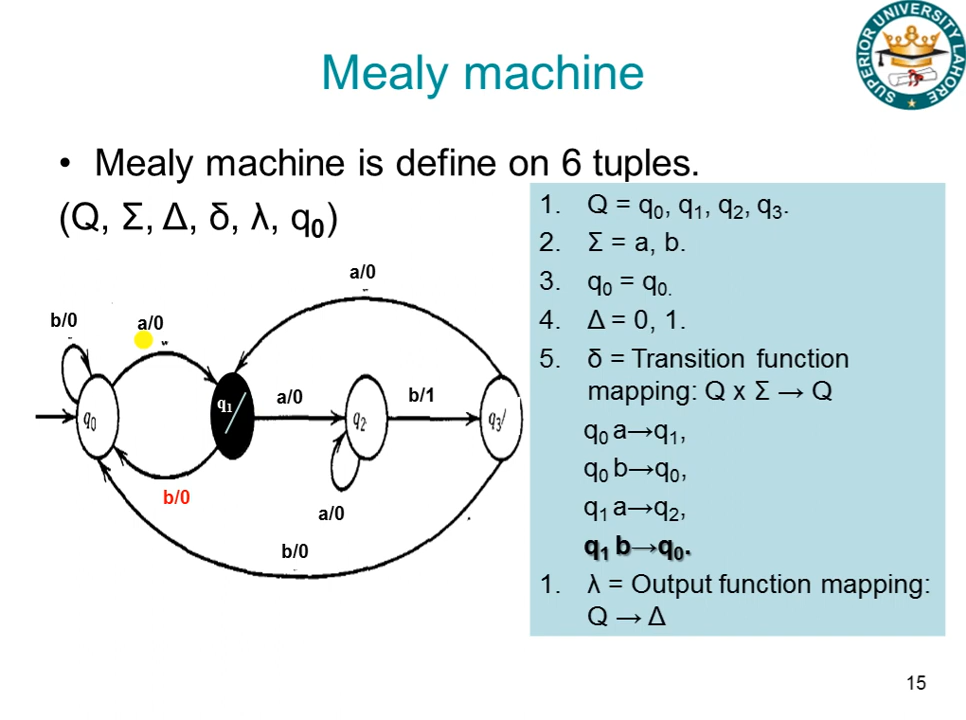 SUPERIOR UNIVERSITY LAHORE
Mealy machine
• Mealy machine is define on 6 tuples.
(Q, Σ, Δ, δ, λ, q₀)
1. Q = q₀, q₁, q₂, q₃.
2. Σ = a, b.
3. q₀ = q₀.
4. Δ = 0, 1.
5. δ = Transition function
mapping: Q x Σ → Q
q₀ a→q₁,
q₀ b→q₀,
q₁ a→q₂,
q₁ b→q₀.
1. λ = Output function mapping:
Q → Δ
a/0
b/0
a/0
q₀
q₁/
a/0
q₂
b/1
q₃/
b/0
a/0
b/0
15